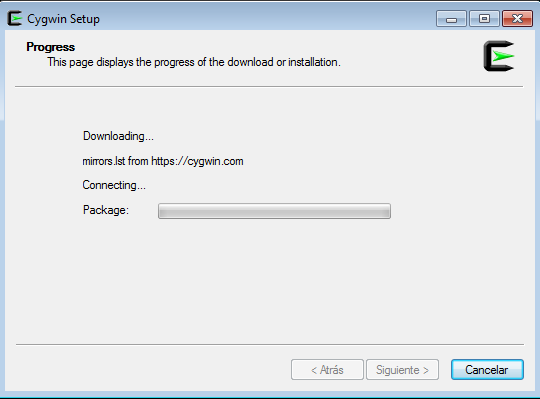 Cygwin Setup
Progress
This page displays the progress of the download or installation.
Downloading...
mirrors.lst from https://cygwin.com
Connecting...
Package:
< Atrás
Siguiente >
Cancelar